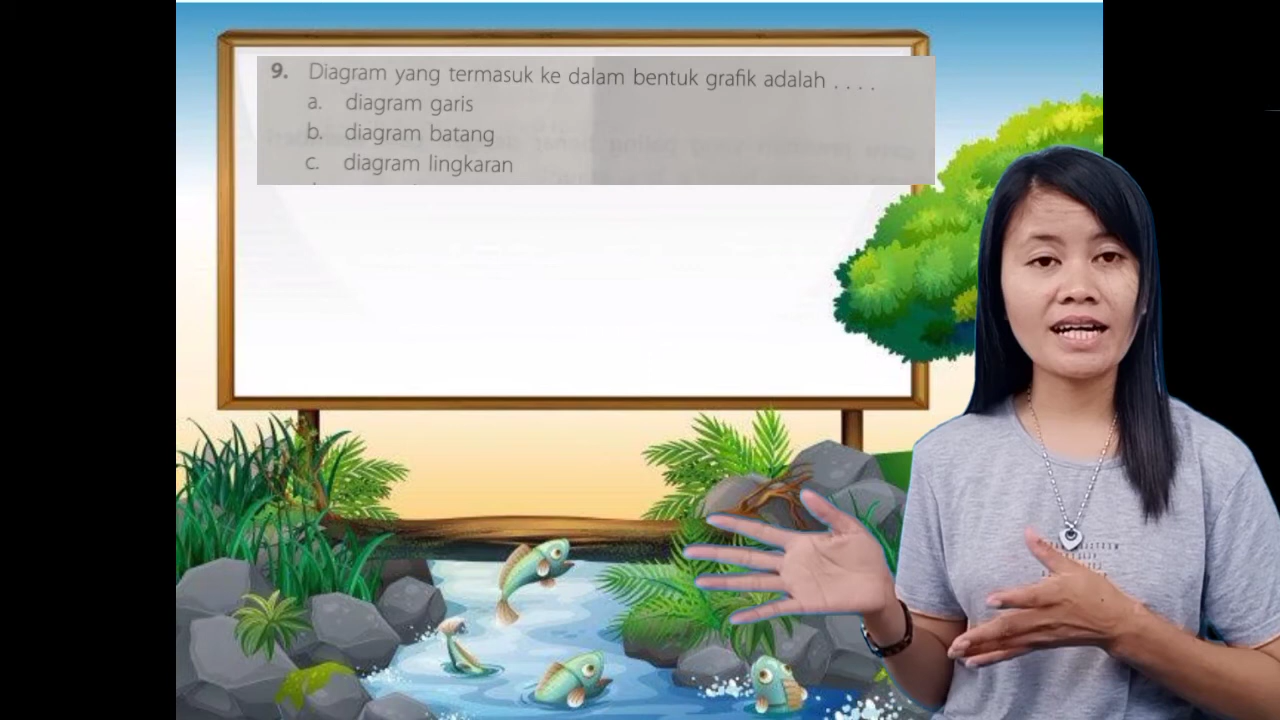 9. Diagram yang termasuk ke dalam bentuk grafik adalah . . . .
a. diagram garis
b. diagram batang
c. diagram lingkaran